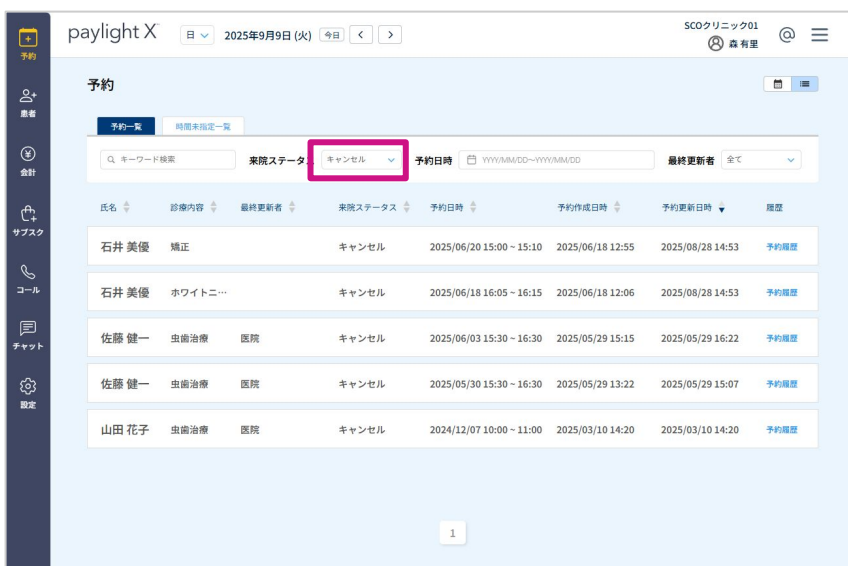 paylight X
日 2025年9月9日 (火) 今日 < >
SCOクリニック01
森 有里
予約
患者
会計
サブスク
コール
チャット
設定
予約
予約一覧 時間未指定一覧
キーワード検索 来院ステータ キャンセル 予約日時 YYYY/MM/DD～YYYY/MM/DD 最終更新者 全て
氏名 診療内容 最終更新者 来院ステータス 予約日時 予約作成日時 予約更新日時 履歴
石井 美優 矯正 キャンセル 2025/06/20 15:00 ~ 15:10 2025/06/18 12:55 2025/08/28 14:53 予約履歴
石井 美優 ホワイトニ… キャンセル 2025/06/18 16:05 ~ 16:15 2025/06/18 12:06 2025/08/28 14:53 予約履歴
佐藤 健一 虫歯治療 医院 キャンセル 2025/06/03 15:30 ~ 16:30 2025/05/29 15:15 2025/05/29 16:22 予約履歴
佐藤 健一 虫歯治療 医院 キャンセル 2025/05/30 15:30 ~ 16:30 2025/05/29 13:22 2025/05/29 15:07 予約履歴
山田 花子 虫歯治療 医院 キャンセル 2024/12/07 10:00 ~ 11:00 2025/03/10 14:20 2025/03/10 14:20 予約履歴
1